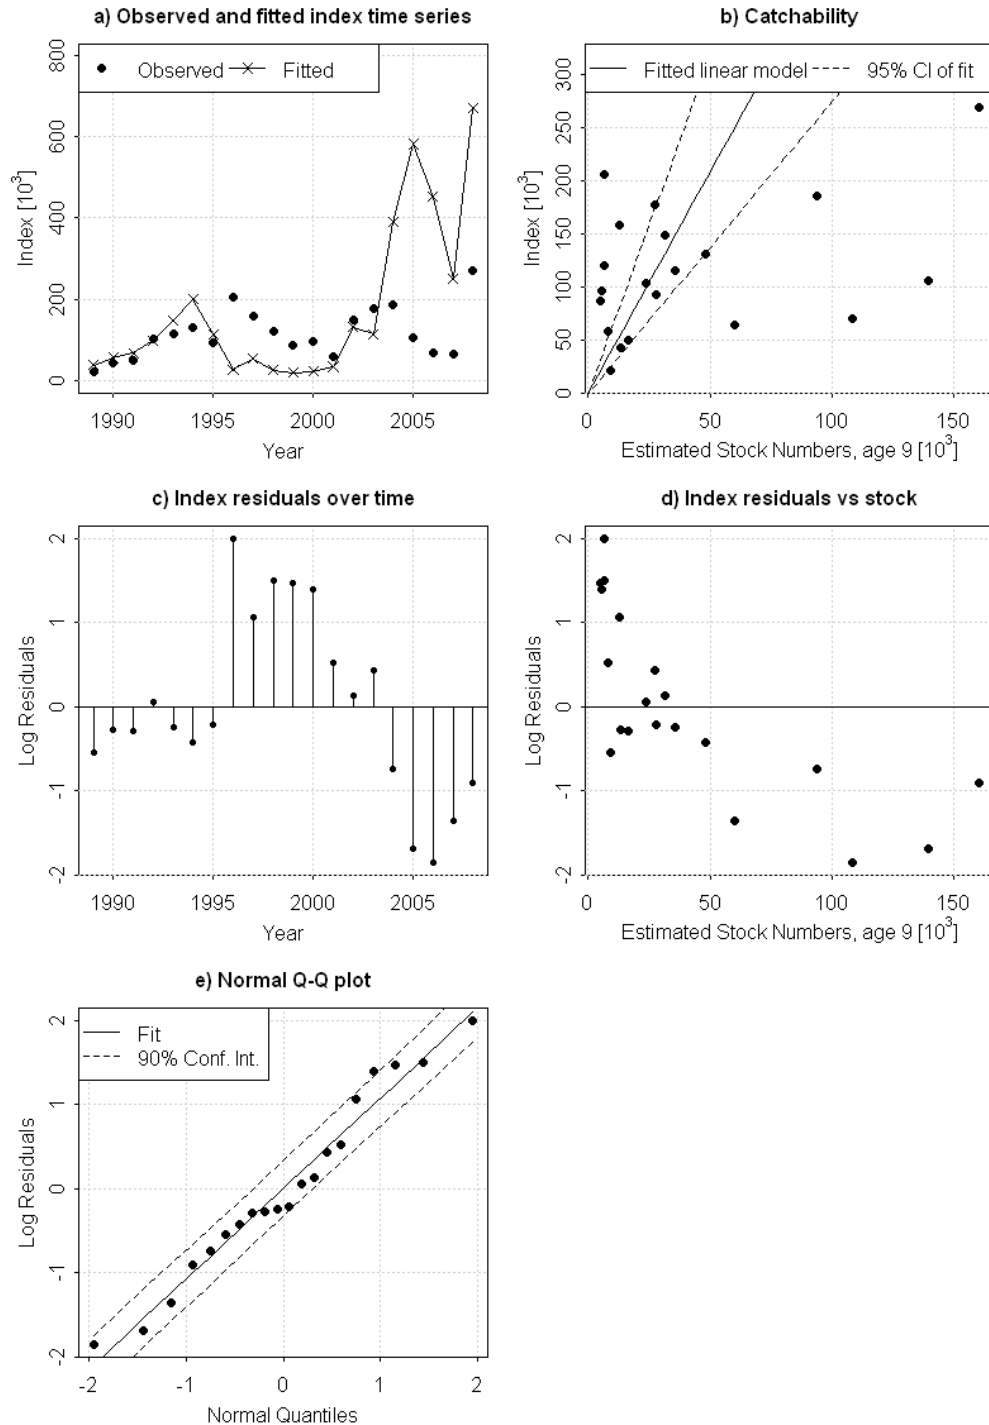 a) Observed and fitted index time series
Observed Fitted
Index [10³]
0 200 400 600 800
1990 1995 2000 2005
Year
b) Catchability
Fitted linear model 95% CI of fit
Index [10³]
0 50 100 150 200 250 300
0 50 100 150
Estimated Stock Numbers, age 9 [10³]
c) Index residuals over time
Log Residuals
-2 -1 0 1 2
1990 1995 2000 2005
Year
d) Index residuals vs stock
Log Residuals
-2 -1 0 1 2
0 50 100 150
Estimated Stock Numbers, age 9 [10³]
e) Normal Q-Q plot
Fit
90% Conf. Int.
Log Residuals
-2 -1 0 1 2
-2 -1 0 1 2
Normal Quantiles